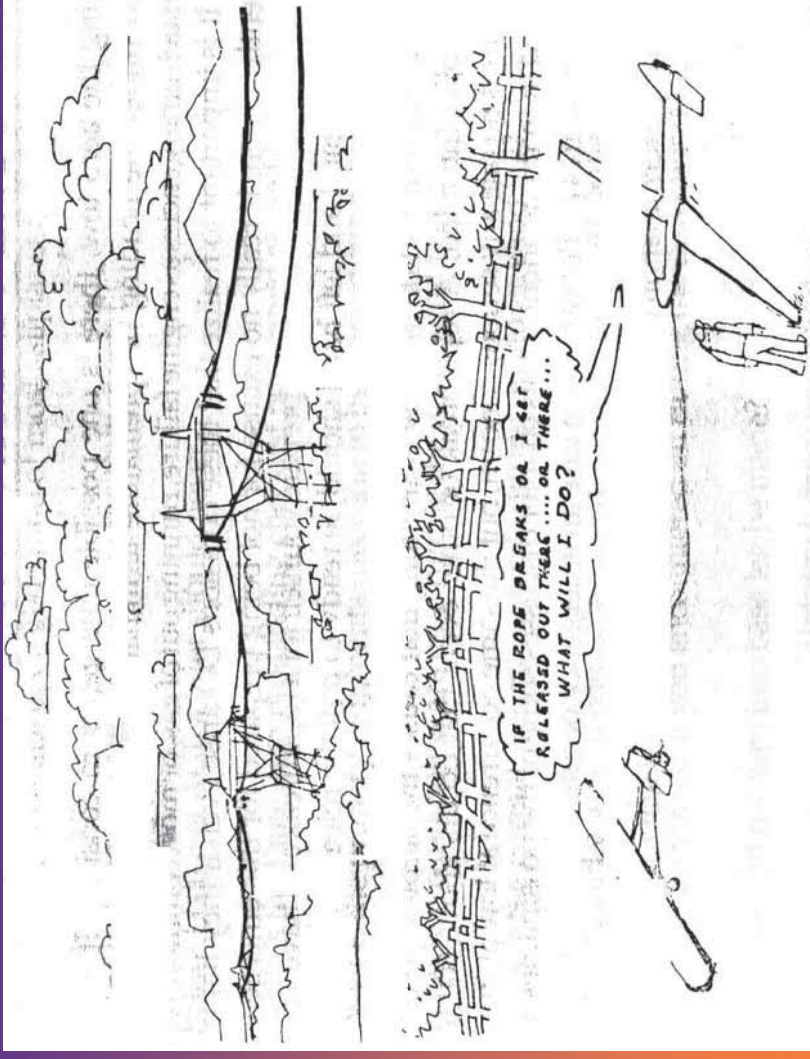 IF THE ROPE BREAKS OR I GET
RELEASED OUT THERE .... OR THERE...
WHAT WILL I DO?